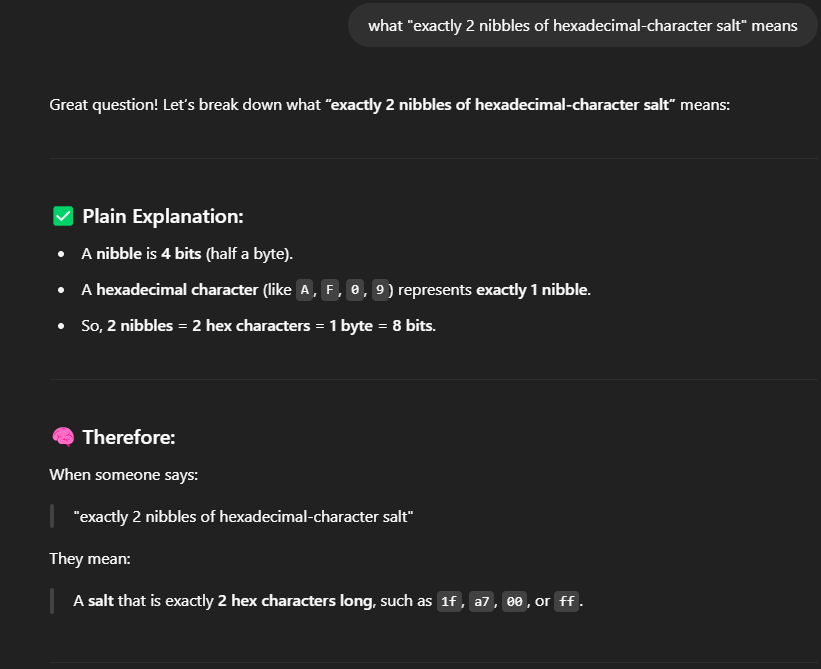 what "exactly 2 nibbles of hexadecimal-character salt" means
Great question! Let's break down what “exactly 2 nibbles of hexadecimal-character salt” means:
✅ Plain Explanation:
• A nibble is 4 bits (half a byte).
• A hexadecimal character (like A, F, 0, 9) represents exactly 1 nibble.
• So, 2 nibbles = 2 hex characters = 1 byte = 8 bits.
🧠 Therefore:
When someone says:
"exactly 2 nibbles of hexadecimal-character salt"
They mean:
A salt that is exactly 2 hex characters long, such as 1f, a7, 00, or ff.